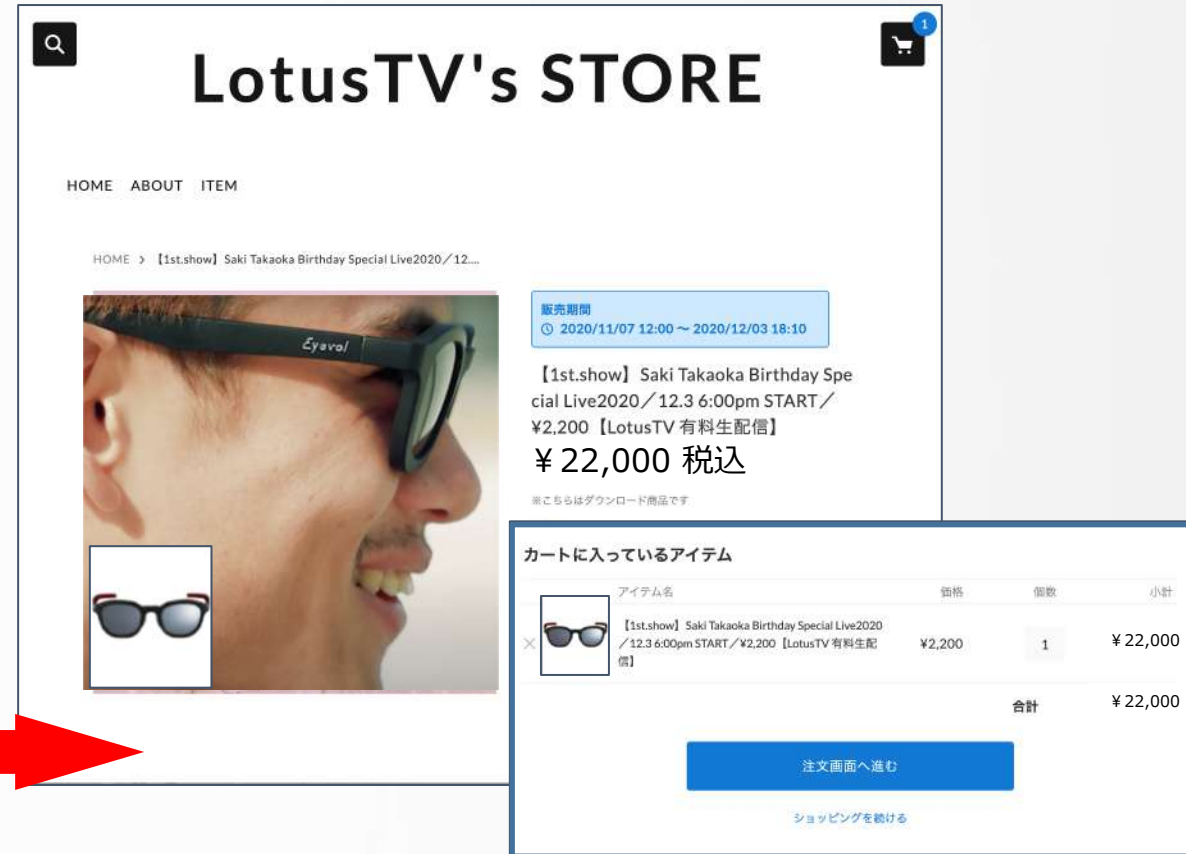 1
LotusTV's STORE
HOME ABOUT ITEM
HOME > 【1st.show】Saki Takaoka Birthday Special Live2020／12....
Eyevol
販売期間
2020/11/07 12:00 ～ 2020/12/03 18:10
【1st.show】Saki Takaoka Birthday Spe
cial Live2020／12.3 6:00pm START／
¥2,200【LotusTV 有料生配信】
￥22,000 税込
※こちらはダウンロード商品です
カートに入っているアイテム
アイテム名 価格 個数 小計
【1st.show】Saki Takaoka Birthday Special Live2020
／12.3 6:00pm START／¥2,200【LotusTV 有料生配
信】
¥2,200 1 ￥22,000
合計 ￥22,000
注文画面へ進む
ショッピングを続ける